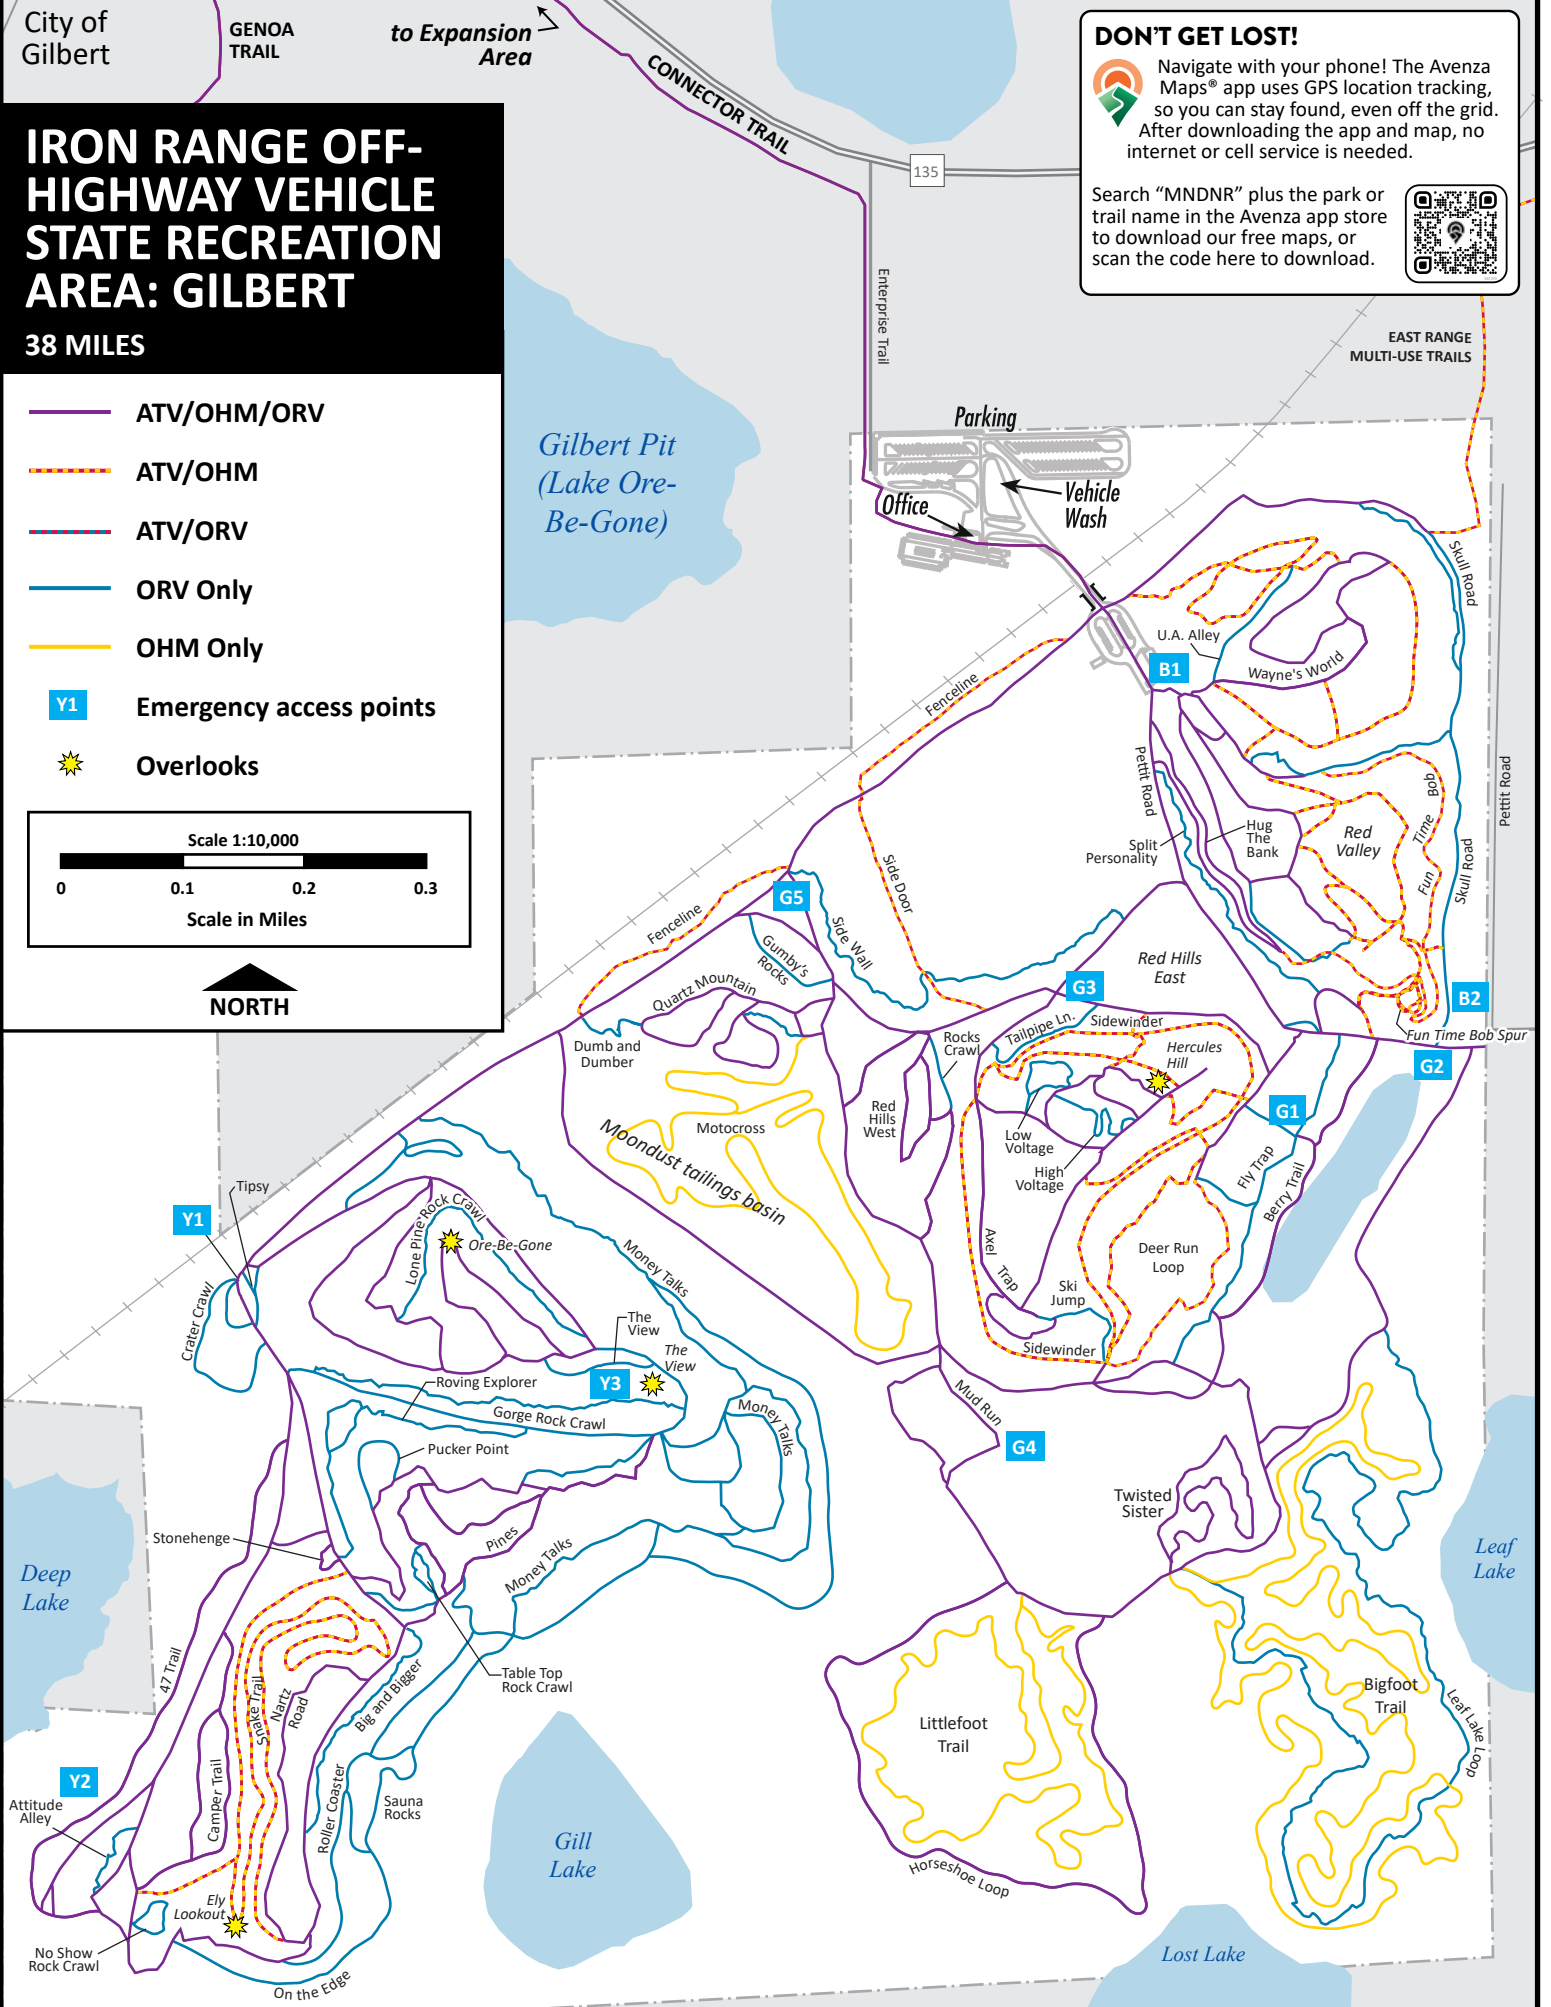 City of
Gilbert
GENOA
TRAIL
to Expansion
Area
CONNECTOR TRAIL
135
DON'T GET LOST!
Navigate with your phone! The Avenza
Maps® app uses GPS location tracking,
so you can stay found, even off the grid.
After downloading the app and map, no
internet or cell service is needed.
Search “MNDNR” plus the park or
trail name in the Avenza app store
to download our free maps, or
scan the code here to download.
IRON RANGE OFF-
HIGHWAY VEHICLE
STATE RECREATION
AREA: GILBERT
38 MILES
ATV/OHM/ORV
ATV/OHM
ATV/ORV
ORV Only
OHM Only
Y1
Emergency access points
Overlooks
Scale 1:10,000
0
0.1
0.2
0.3
Scale in Miles
NORTH
Enterprise Trail
EAST RANGE
MULTI-USE TRAILS
Gilbert Pit
(Lake Ore-
Be-Gone)
Parking
Vehicle
Wash
Office
Skull Road
U.A. Alley
B1
Wayne's World
Fenceline
Pettit Road
Pettit Road
Split
Personality
Hug
The
Bank
Red
Valley
Fun
Time
Bob
Skull Road
Side Door
G5
Fenceline
Side Wall
Gumby's
Rocks
Quartz Mountain
Red Hills
East
G3
B2
Fun Time Bob Spur
G2
Dumb and
Dumber
Rocks
Crawl
Tailpipe Ln.
Sidewinder
Hercules
Hill
G1
Red
Hills
West
Motocross
Moondust tailings basin
Low
Voltage
High
Voltage
Fly Trap
Berry Trail
Tipsy
Y1
Lone Pine Rock Crawl
Ore-Be-Gone
Money Talks
Axel
Trap
Deer Run
Loop
Ski
Jump
Crater Crawl
The
View
The
View
Y3
Sidewinder
Roving Explorer
Gorge Rock Crawl
Money Talks
Mud Run
G4
Pucker Point
Twisted
Sister
Stonehenge
Pines
Money Talks
Leaf
Lake
Deep
Lake
47 Trail
Snake Trail
Nartz
Road
Big and Bigger
Table Top
Rock Crawl
Littlefoot
Trail
Bigfoot
Trail
Leaf Lake Loop
Y2
Attitude
Alley
Camper Trail
Roller Coaster
Sauna
Rocks
Gill
Lake
Horseshoe Loop
Ely
Lookout
No Show
Rock Crawl
On the Edge
Lost Lake